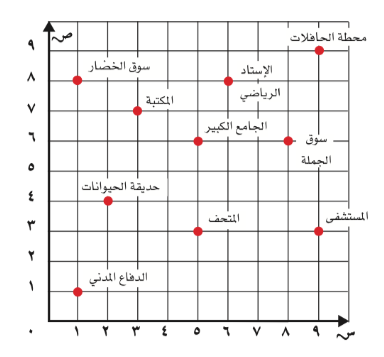 ص
محطة الحافلات
٩
سوق الخضار
الإستاد
الرياضي
٨
المكتبة
٧
الجامع الكبير
سوق
الجملة
٦
٥
حديقة الحيوانات
٤
المتحف
المستشفى
٣
٢
الدفاع المدني
١
٠
١ ٢ ٣ ٤ ٥ ٦ ٧ ٨ ٩
س